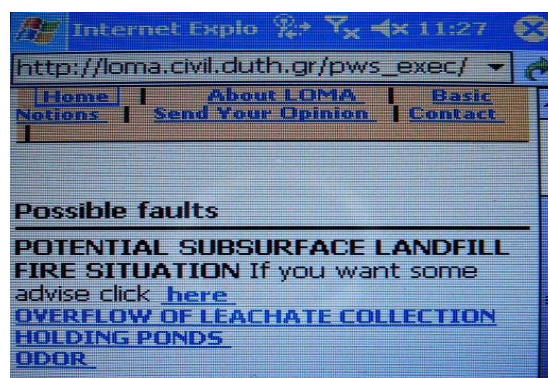 Internet Explo 11:27
http://loma.civil.duth.gr/pws_exec/
Home | About LOMA | Basic
Notions | Send Your Opinion | Contact
|
Possible faults
POTENTIAL SUBSURFACE LANDFILL
FIRE SITUATION If you want some
advise click here
OVERFLOW OF LEACHATE COLLECTION
HOLDING PONDS
ODOR